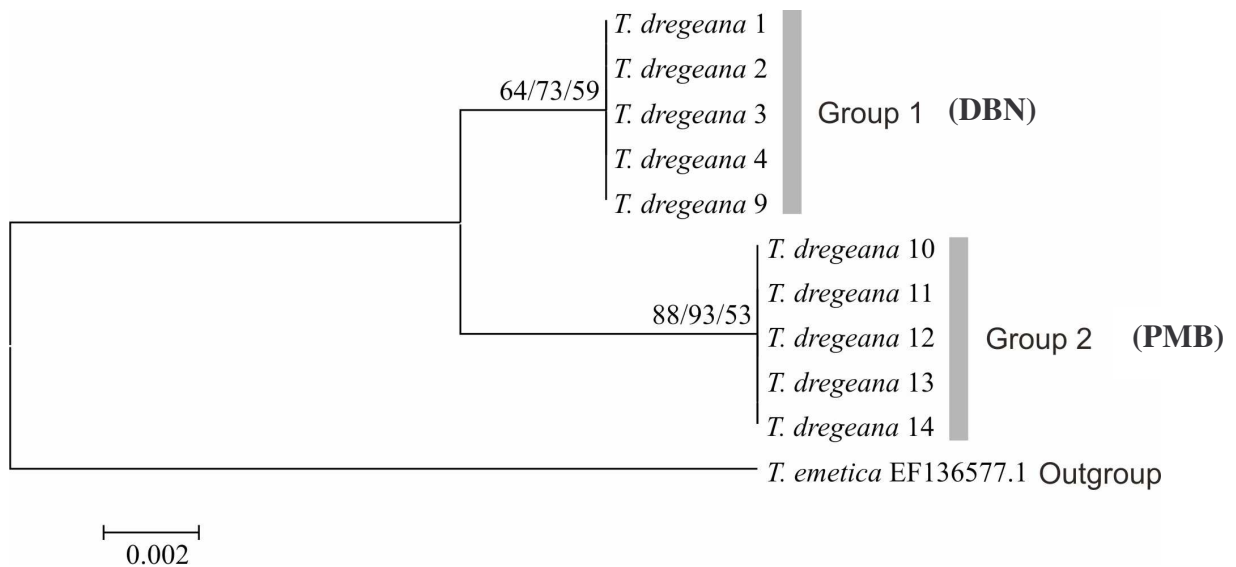 T. dregeana 1
T. dregeana 2
64/73/59
T. dregeana 3
Group 1 (DBN)
T. dregeana 4
T. dregeana 9
T. dregeana 10
T. dregeana 11
88/93/53
T. dregeana 12
Group 2 (PMB)
T. dregeana 13
T. dregeana 14
T. emetica EF136577.1 Outgroup
0.002